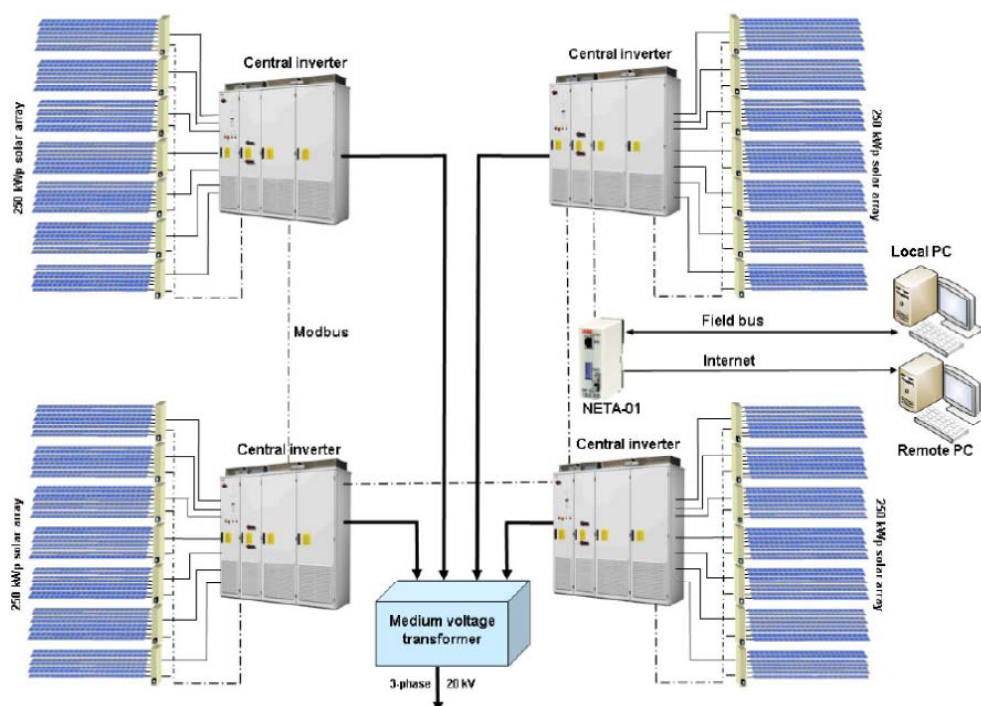 Central inverter
Central inverter
250 kWp solar array
250 kWp solar array
Local PC
Modbus
Field bus
Internet
NETA-01
Remote PC
Central inverter
Central inverter
250 kWp solar array
250 kWp solar array
Medium voltage
transformer
3-phase 20 kV